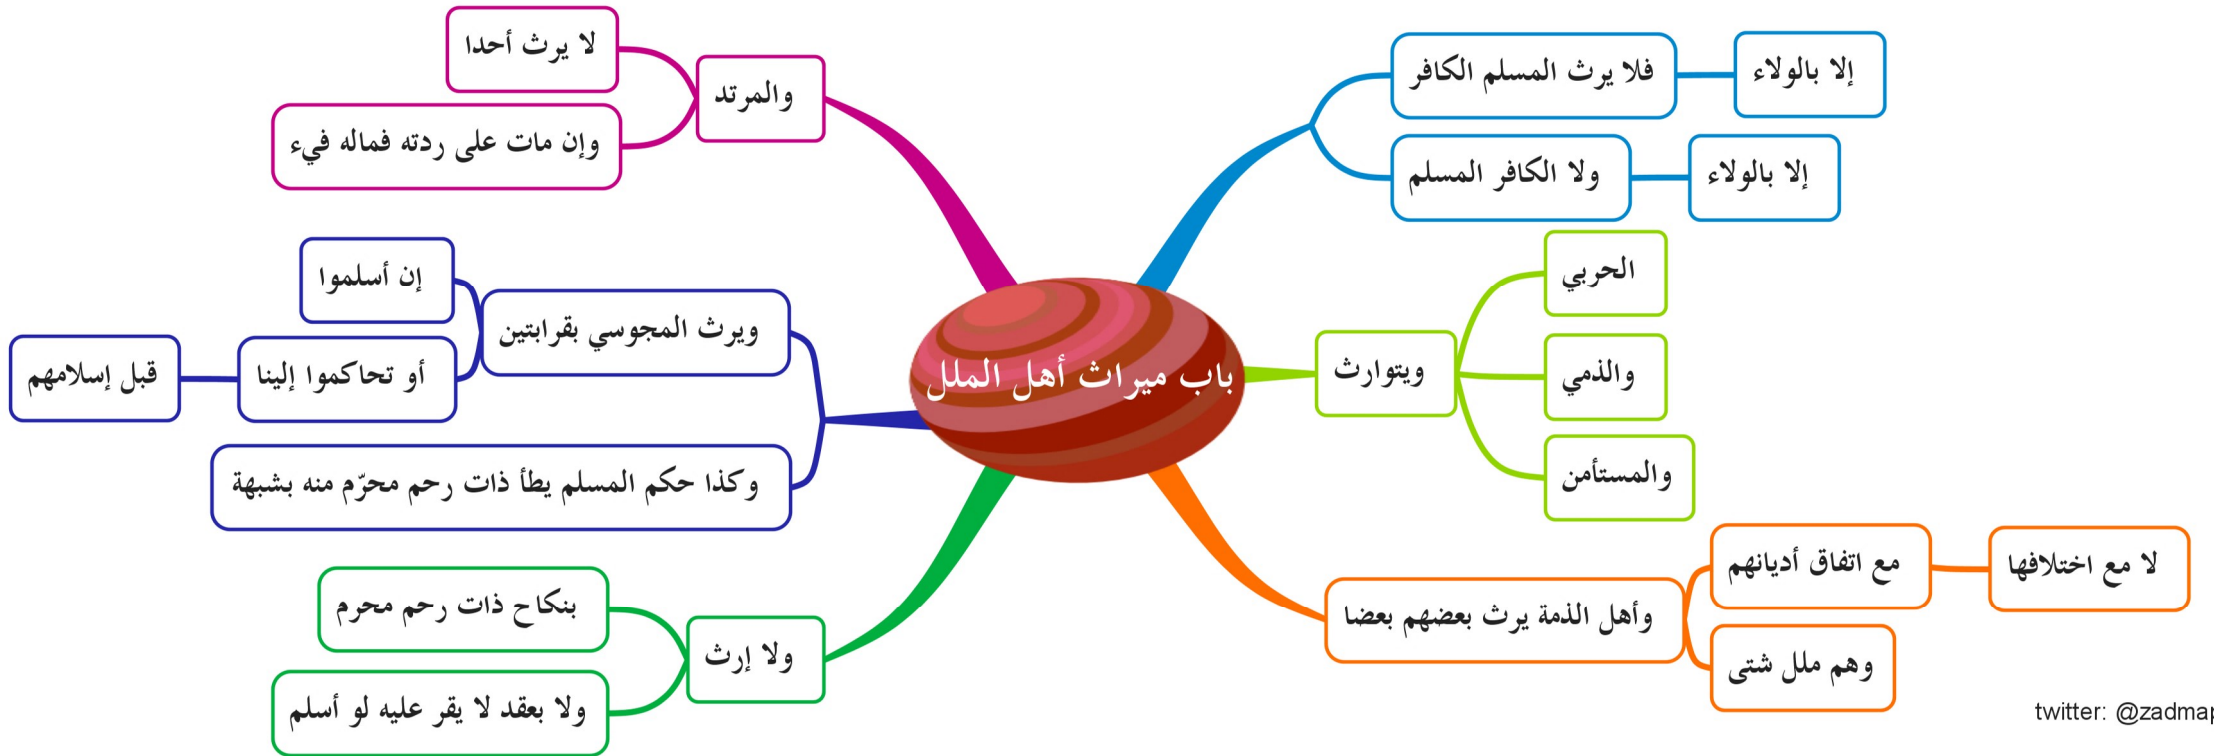 باب ميراث أهل الملل
فلا يرث المسلم الكافر
إلا بالولاء
ولا الكافر المسلم
إلا بالولاء
ويتوارث
الحربي
والذمي
والمستأمن
وأهل الذمة يرث بعضهم بعضا
مع اتفاق أديانهم
لا مع اختلافها
وهم ملل شتى
والمرتد
لا يرث أحدا
وإن مات على ردته فماله فيء
ويرث المجوسي بقرابتين
إن أسلموا
أو تحاكموا إلينا
قبل إسلامهم
وكذا حكم المسلم يطأ ذات رحم محرّم منه بشبهة
ولا إرث
بنكاح ذات رحم محرم
ولا بعقد لا يقر عليه لو أسلم
twitter: @zadmap